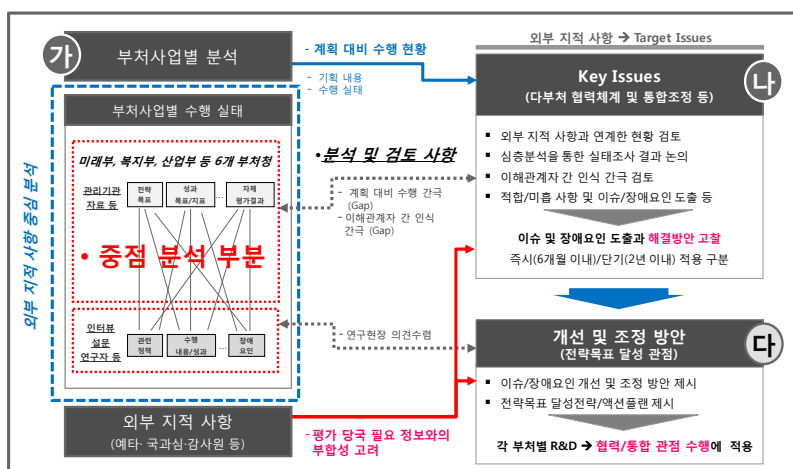 가
부처사업별 분석
- 계획 대비 수행 현황
- 기획 내용
- 수행 실태
외부 지적 사항 중심 분석
부처사업별 수행 실태
미래부, 복지부, 산업부 등 6개 부처청
관리기관
자료 등
전략
목표
성과
목표/지표
...
자체
평가결과
• 중점 분석 부분
인터뷰
설문
연구자 등
관련
정책
수행
내용/성과
...
장애
요인
외부 지적 사항
(예타· 국과심·감사원 등)
•분석 및 검토 사항
- 계획 대비 수행 간극
(Gap)
- 이해관계자 간 인식
간극 (Gap)
- 연구현장 의견수렴
-평가 당국 필요 정보와의
부합성 고려
외부 지적 사항 → Target Issues
Key Issues
(다부처 협력체계 및 통합조정 등)
나
▪ 외부 지적 사항과 연계한 현황 검토
▪ 심층분석을 통한 실태조사 결과 논의
▪ 이해관계자 간 인식 간극 검토
▪ 적합/미흡 사항 및 이슈/장애요인 도출 등
이슈 및 장애요인 도출과 해결방안 고찰
즉시(6개월 이내)/단기(2년 이내) 적용 구분
개선 및 조정 방안
(전략목표 달성 관점)
다
▪ 이슈/장애요인 개선 및 조정 방안 제시
▪ 전략목표 달성전략/액션플랜 제시
각 부처별 R&D → 협력/통합 관점 수행에 적용